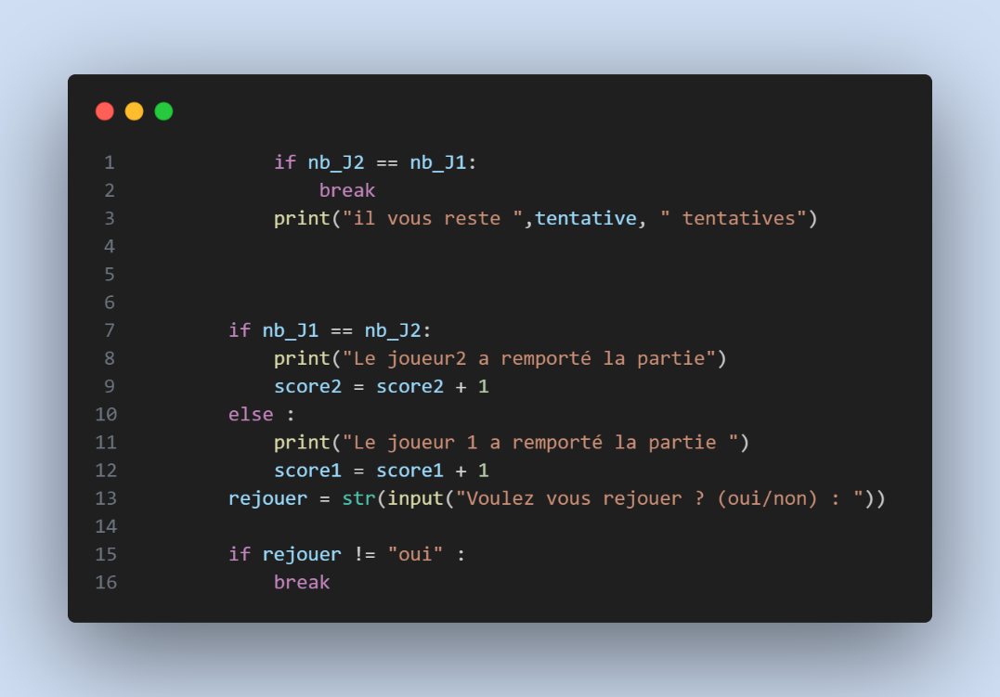 1 if nb_J2 == nb_J1:
2 break
3 print("il vous reste ",tentative, " tentatives")
4
5
6
7 if nb_J1 == nb_J2:
8 print("Le joueur2 a remporté la partie")
9 score2 = score2 + 1
10 else :
11 print("Le joueur 1 a remporté la partie ")
12 score1 = score1 + 1
13 rejouer = str(input("Voulez vous rejouer ? (oui/non) : "))
14
15 if rejouer != "oui" :
16 break